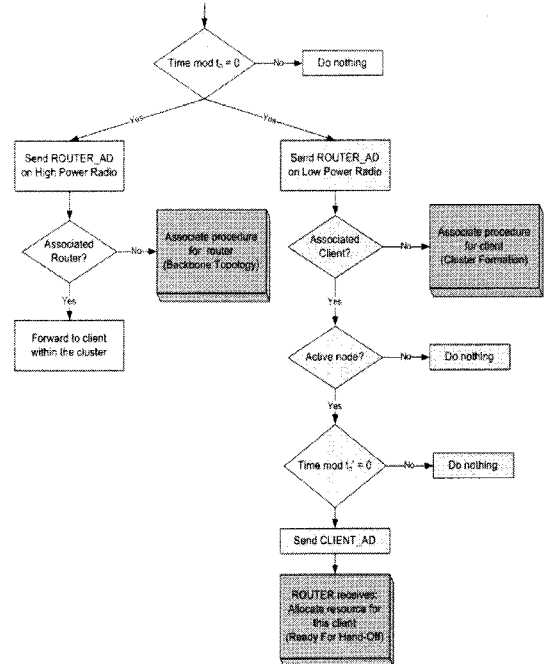 Time mod tₙ = 0
No
Do nothing
Yes
Yes
Send ROUTER_AD
on High Power Radio
Send ROUTER_AD
on Low Power Radio
Associated
Router?
No
Associate procedure
for router
(Backbone Topology)
Associated
Client?
No
Associate procedure
for client
(Cluster Formation)
Yes
Forward to client
within the cluster
Yes
Active node?
No
Do nothing
Yes
Time mod tₙ' = 0
No
Do nothing
Send CLIENT_AD
ROUTER receives:
Allocate resource for
this client
(Ready For Hand-Off)